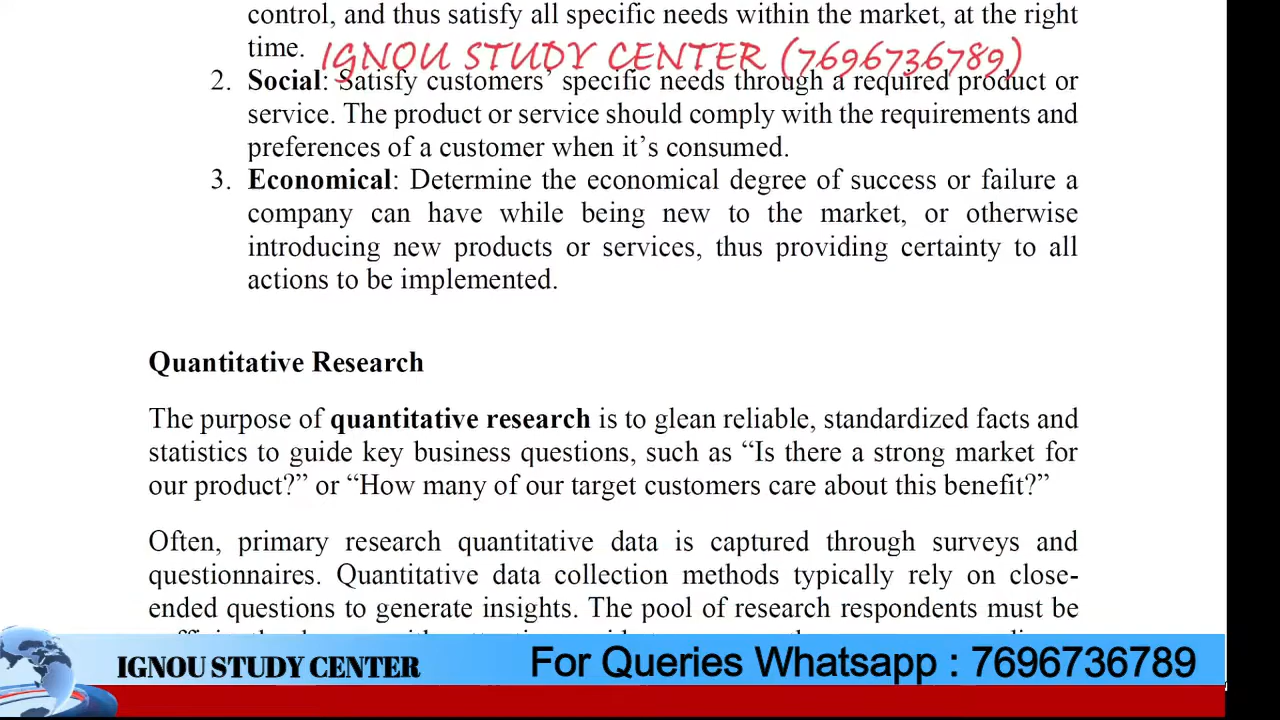 control, and thus satisfy all specific needs within the market, at the right
time.
IGNOU STUDY CENTER (7696736789)
2. Social: Satisfy customers' specific needs through a required product or
service. The product or service should comply with the requirements and
preferences of a customer when it's consumed.
3. Economical: Determine the economical degree of success or failure a
company can have while being new to the market, or otherwise
introducing new products or services, thus providing certainty to all
actions to be implemented.
Quantitative Research
The purpose of quantitative research is to glean reliable, standardized facts and
statistics to guide key business questions, such as “Is there a strong market for
our product?” or “How many of our target customers care about this benefit?”
Often, primary research quantitative data is captured through surveys and
questionnaires. Quantitative data collection methods typically rely on close-
ended questions to generate insights. The pool of research respondents must be
IGNOU STUDY CENTER
For Queries Whatsapp : 7696736789